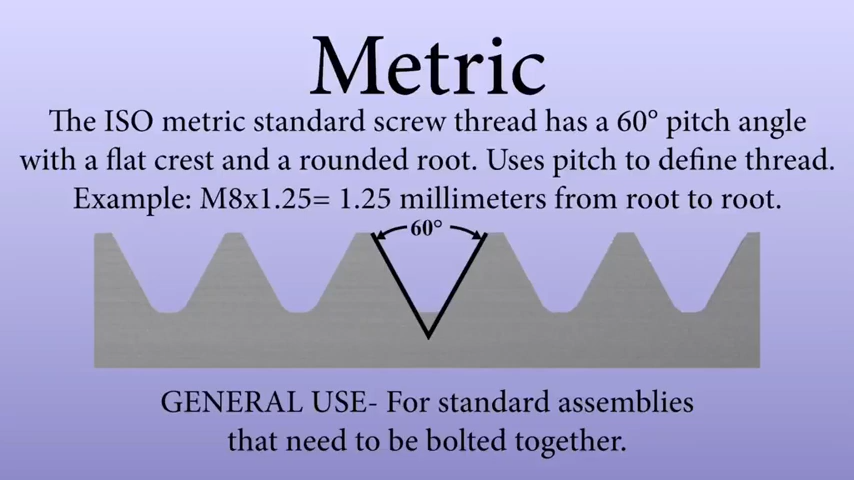 Metric
The ISO metric standard screw thread has a 60° pitch angle
with a flat crest and a rounded root. Uses pitch to define thread.
Example: M8x1.25= 1.25 millimeters from root to root.
60°
GENERAL USE- For standard assemblies
that need to be bolted together.